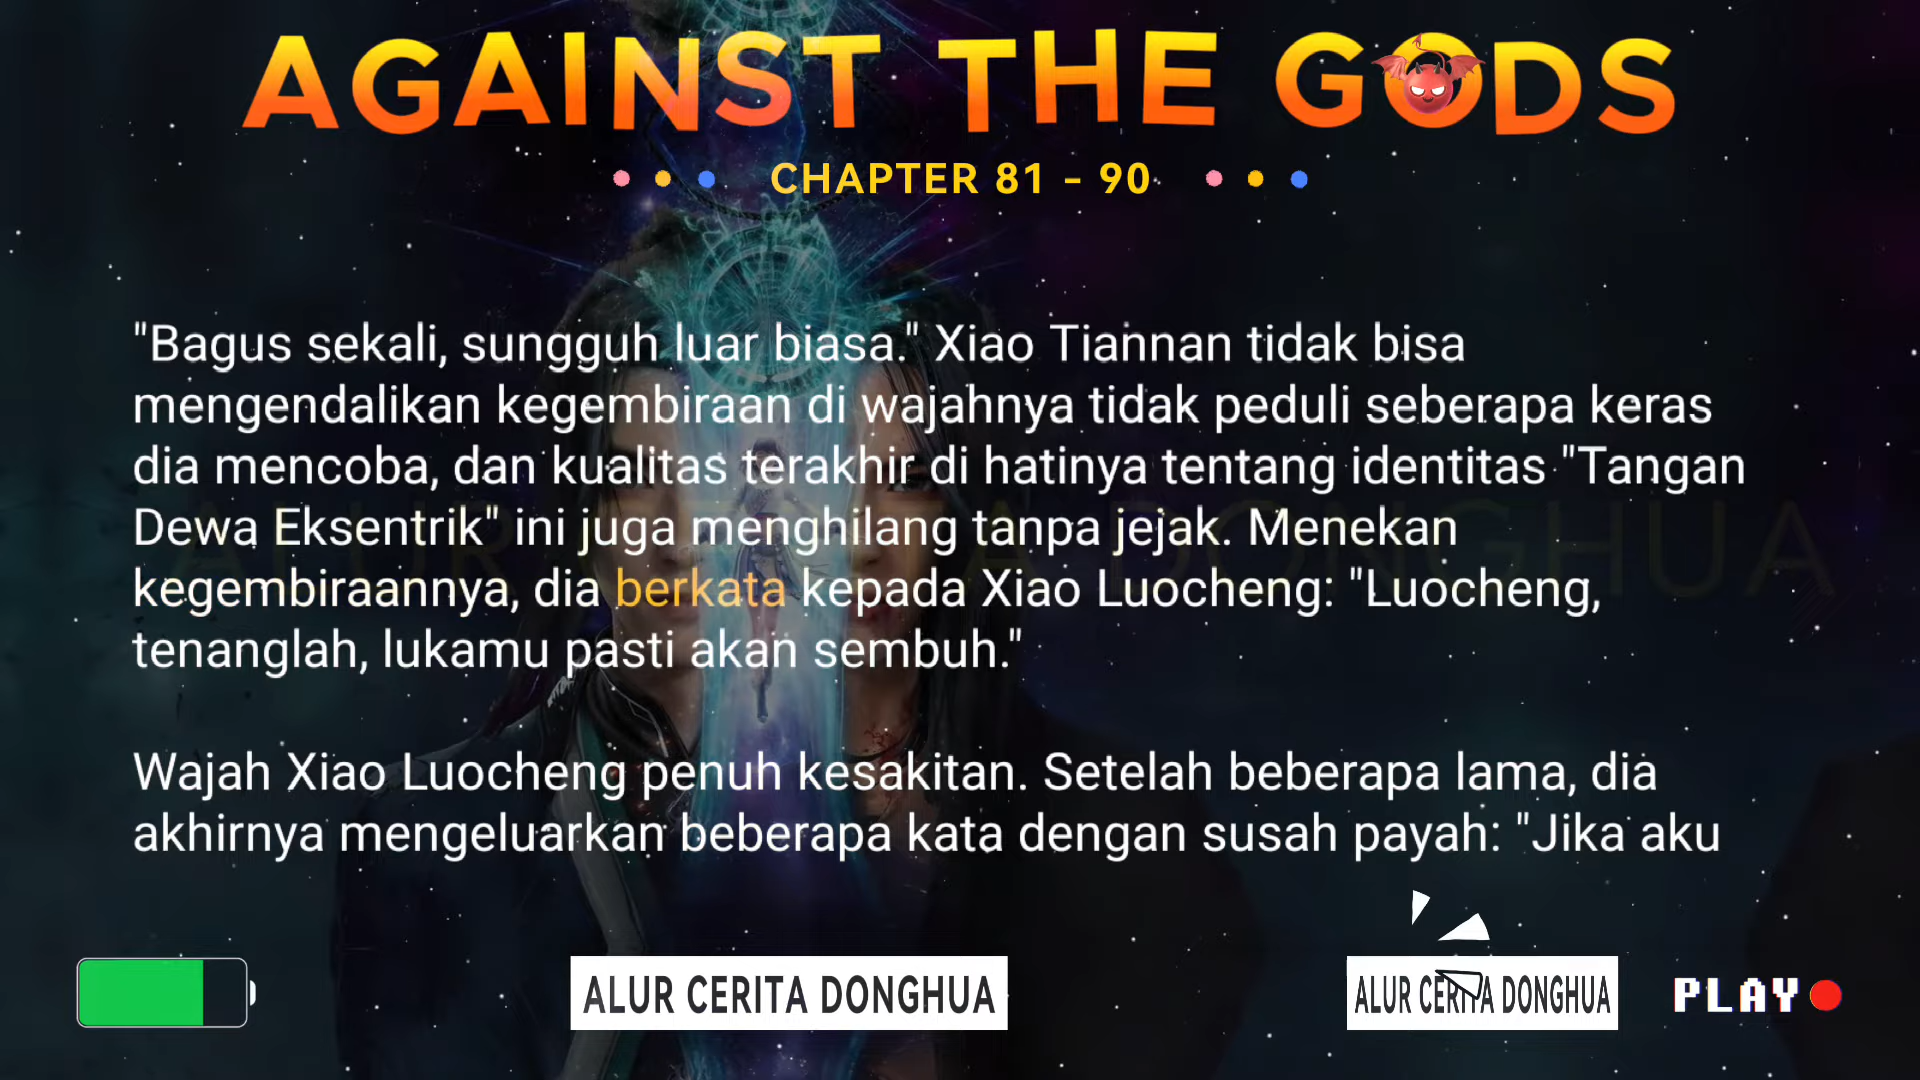 AGAINST THE GODS
CHAPTER 81 - 90
"Bagus sekali, sungguh luar biasa." Xiao Tiannan tidak bisa
mengendalikan kegembiraan di wajahnya tidak peduli seberapa keras
dia mencoba, dan kualitas terakhir di hatinya tentang identitas "Tangan
Dewa Eksentrik" ini juga menghilang tanpa jejak. Menekan
kegembiraannya, dia berkata kepada Xiao Luocheng: "Luocheng,
tenanglah, lukamu pasti akan sembuh."
Wajah Xiao Luocheng penuh kesakitan. Setelah beberapa lama, dia
akhirnya mengeluarkan beberapa kata dengan susah payah: "Jika aku
ALUR CERITA DONGHUA
ALUR CERITA DONGHUA
PLAY